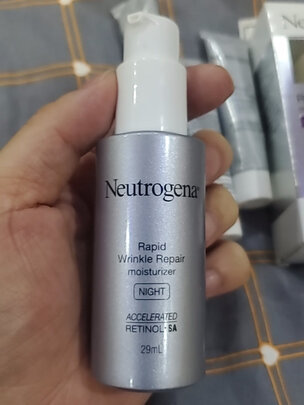 Neutrogena®
Rapid
Wrinkle Repair
moisturizer
NIGHT
ACCELERATED
RETINOL SA
29mL